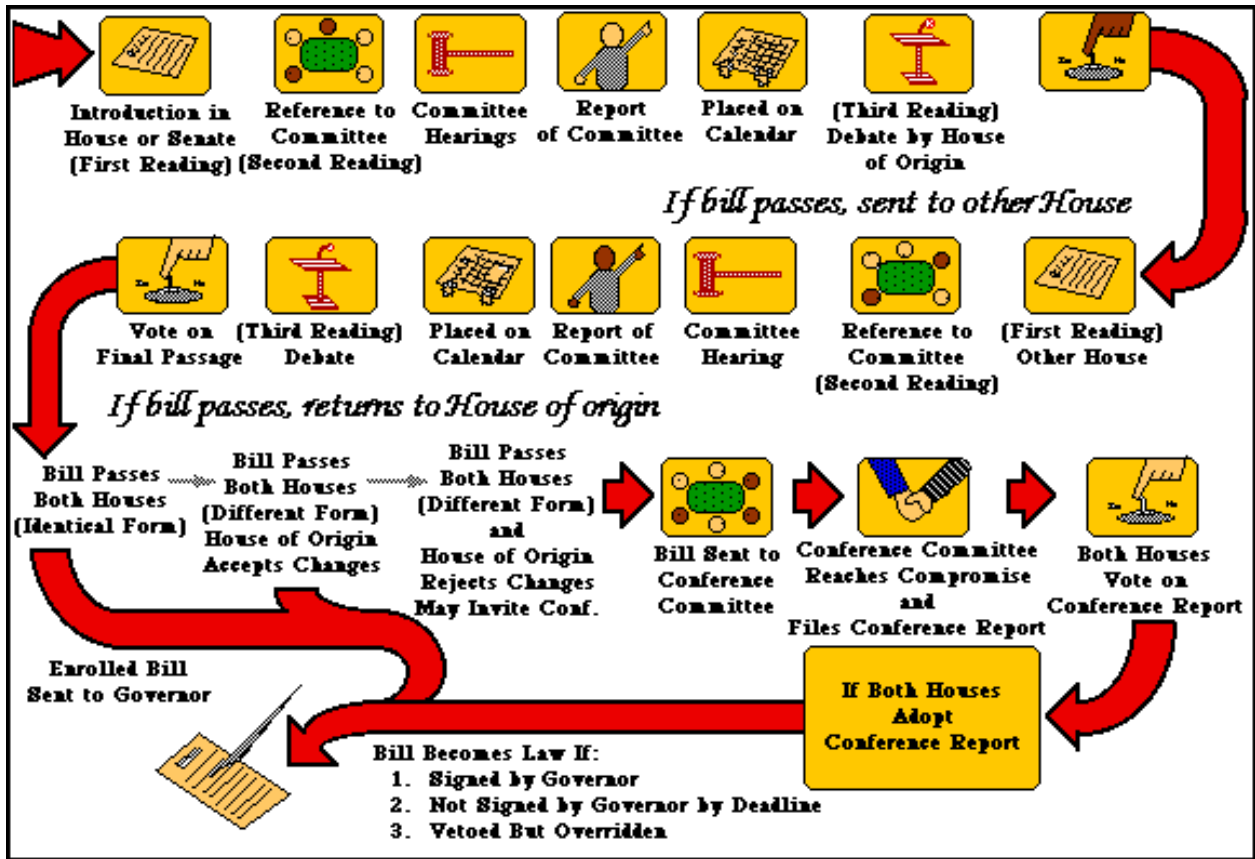 Introduction in
House or Senate
(First Reading)
Reference to
Committee
(Second Reading)
Committee
Hearings
Report
of Committee
Placed on
Calendar
(Third Reading)
Debate by House
of Origin
If bill passes, sent to other House
Vote on
Final Passage
(Third Reading)
Debate
Placed on
Calendar
Report of
Committee
Committee
Hearing
Reference to
Committee
(Second Reading)
(First Reading)
Other House
If bill passes, returns to House of origin
Bill Passes
Both Houses
(Identical Form)
Bill Passes
Both Houses
(Different Form)
House of Origin
Accepts Changes
Bill Passes
Both Houses
(Different Form)
and
House of Origin
Rejects Changes
May Invite Conf.
Bill Sent to
Conference
Committee
Conference Committee
Reaches Compromise
and
Files Conference Report
Both Houses
Vote on
Conference Report
Enrolled Bill
Sent to Governor
If Both Houses
Adopt
Conference Report
Bill Becomes Law If:
1. Signed by Governor
2. Not Signed by Governor by Deadline
3. Vetoed But Overridden